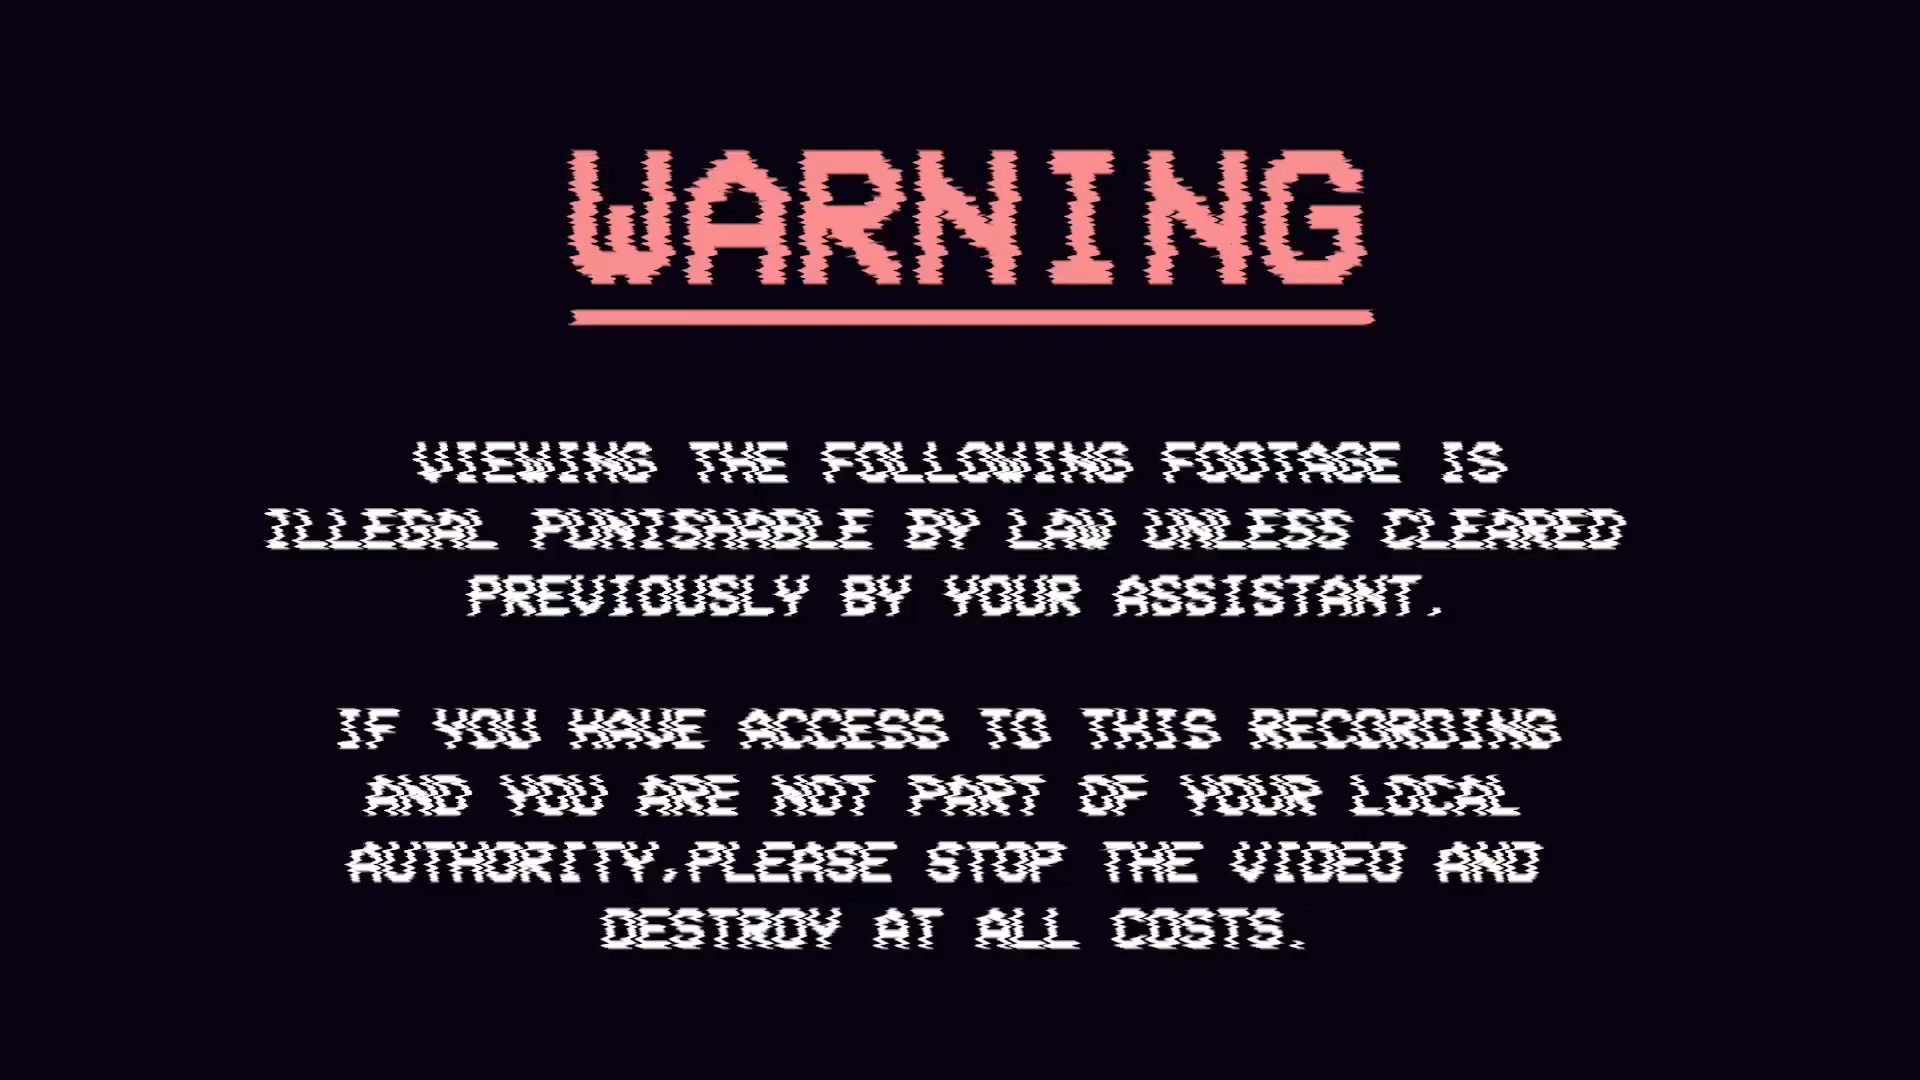 WARNING
VIEWING THE FOLLOWING FOOTAGE IS
ILLEGAL PUNISHABLE BY LAW UNLESS CLEARED
PREVIOUSLY BY YOUR ASSISTANT.
IF YOU HAVE ACCESS TO THIS RECORDING
AND YOU ARE NOT PART OF YOUR LOCAL
AUTHORITY,PLEASE STOP THE VIDEO AND
DESTROY AT ALL COSTS.